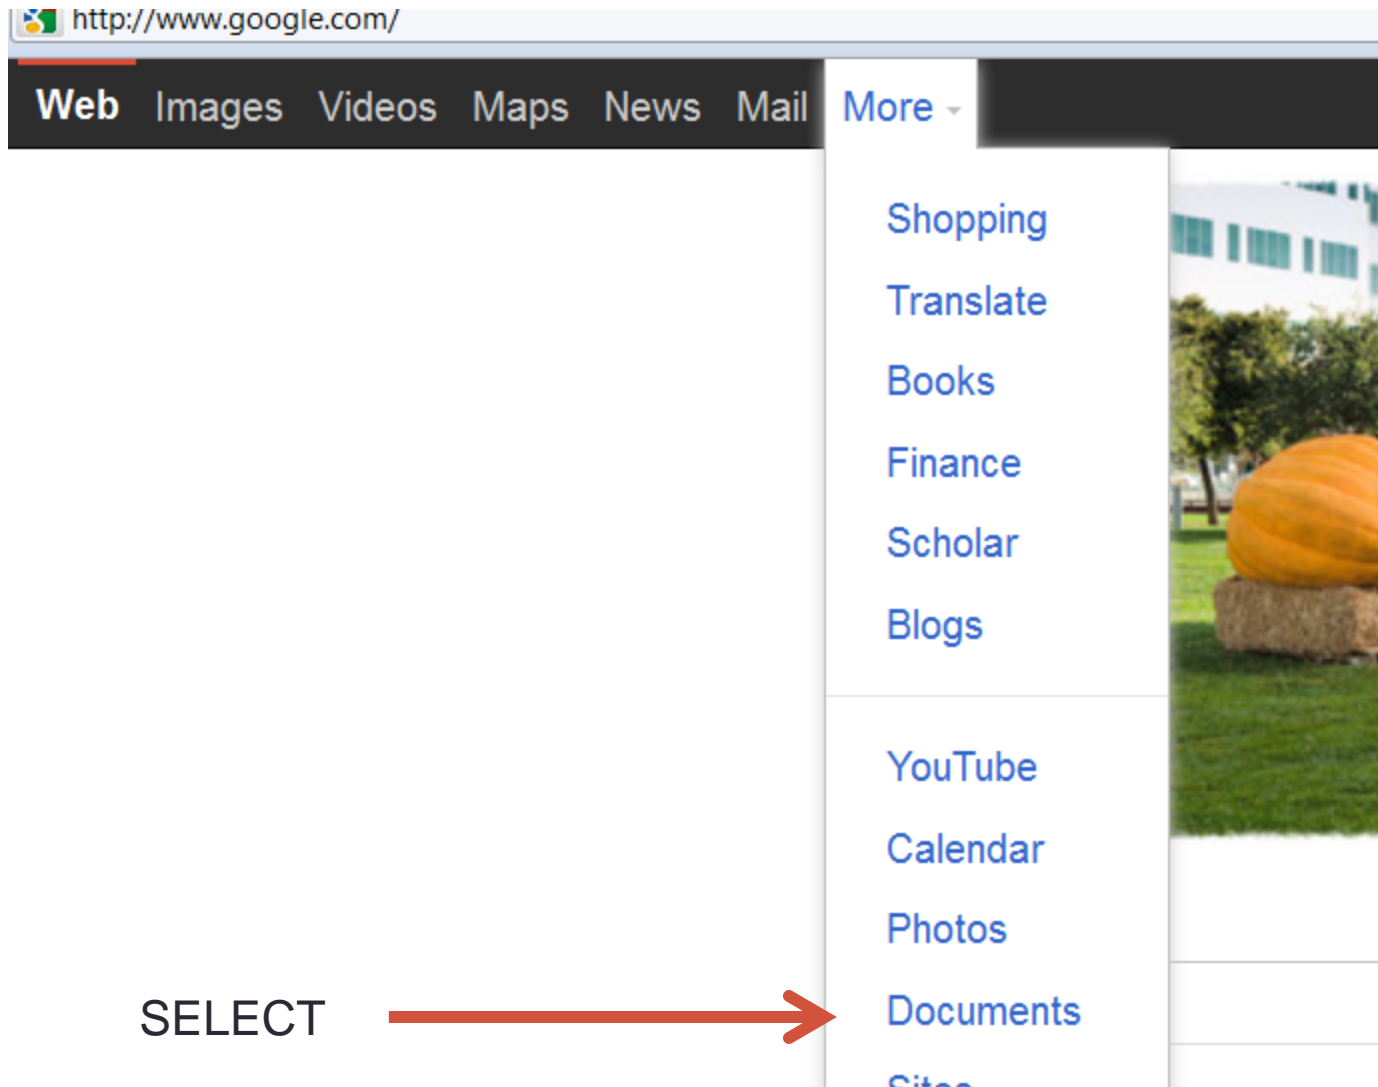 http://www.google.com/
Web Images Videos Maps News Mail More
Shopping
Translate
Books
Finance
Scholar
Blogs
YouTube
Calendar
Photos
SELECT Documents